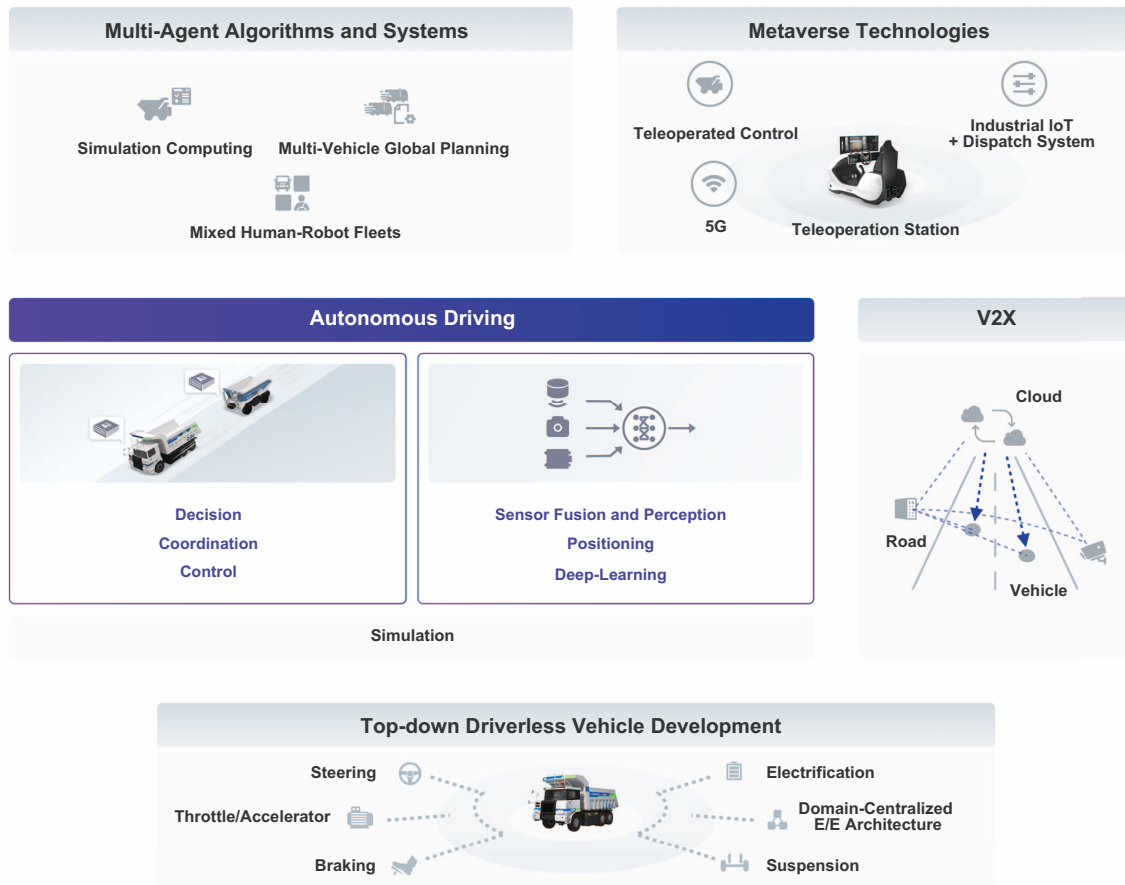 Multi-Agent Algorithms and Systems
Simulation Computing
Multi-Vehicle Global Planning
Mixed Human-Robot Fleets
Metaverse Technologies
Teleoperated Control
Industrial IoT
+ Dispatch System
5G
Teleoperation Station
Autonomous Driving
Decision
Coordination
Control
Sensor Fusion and Perception
Positioning
Deep-Learning
Simulation
V2X
Cloud
Road
Vehicle
Top-down Driverless Vehicle Development
Steering
Throttle/Accelerator
Braking
Electrification
Domain-Centralized
E/E Architecture
Suspension